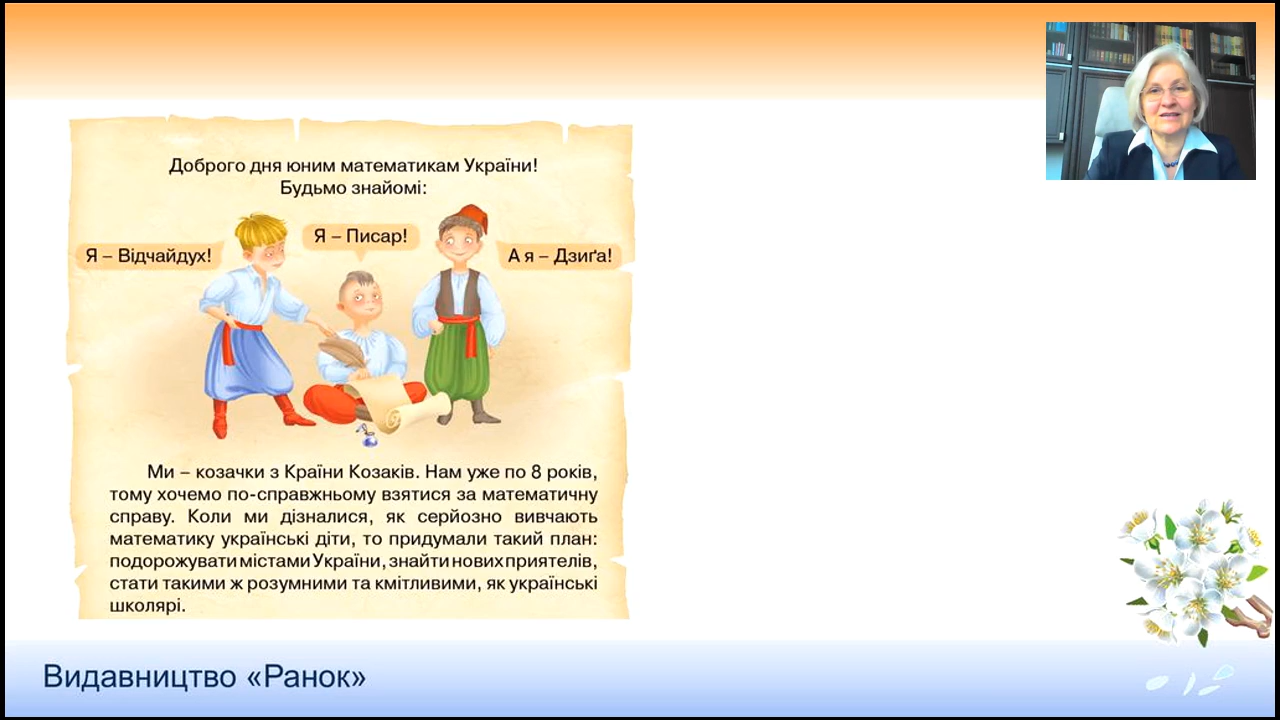 Доброго дня юним математикам України!
Будьмо знайомі:
Я – Відчайдух!
Я – Писар!
А я – Дзиґа!
Ми – козачки з Країни Козаків. Нам уже по 8 років,
тому хочемо по-справжньому взятися за математичну
справу. Коли ми дізналися, як серйозно вивчають
математику українські діти, то придумали такий план:
подорожувати містами України, знайти нових приятелів,
стати такими ж розумними та кмітливими, як українські
школярі.
Видавництво «Ранок»